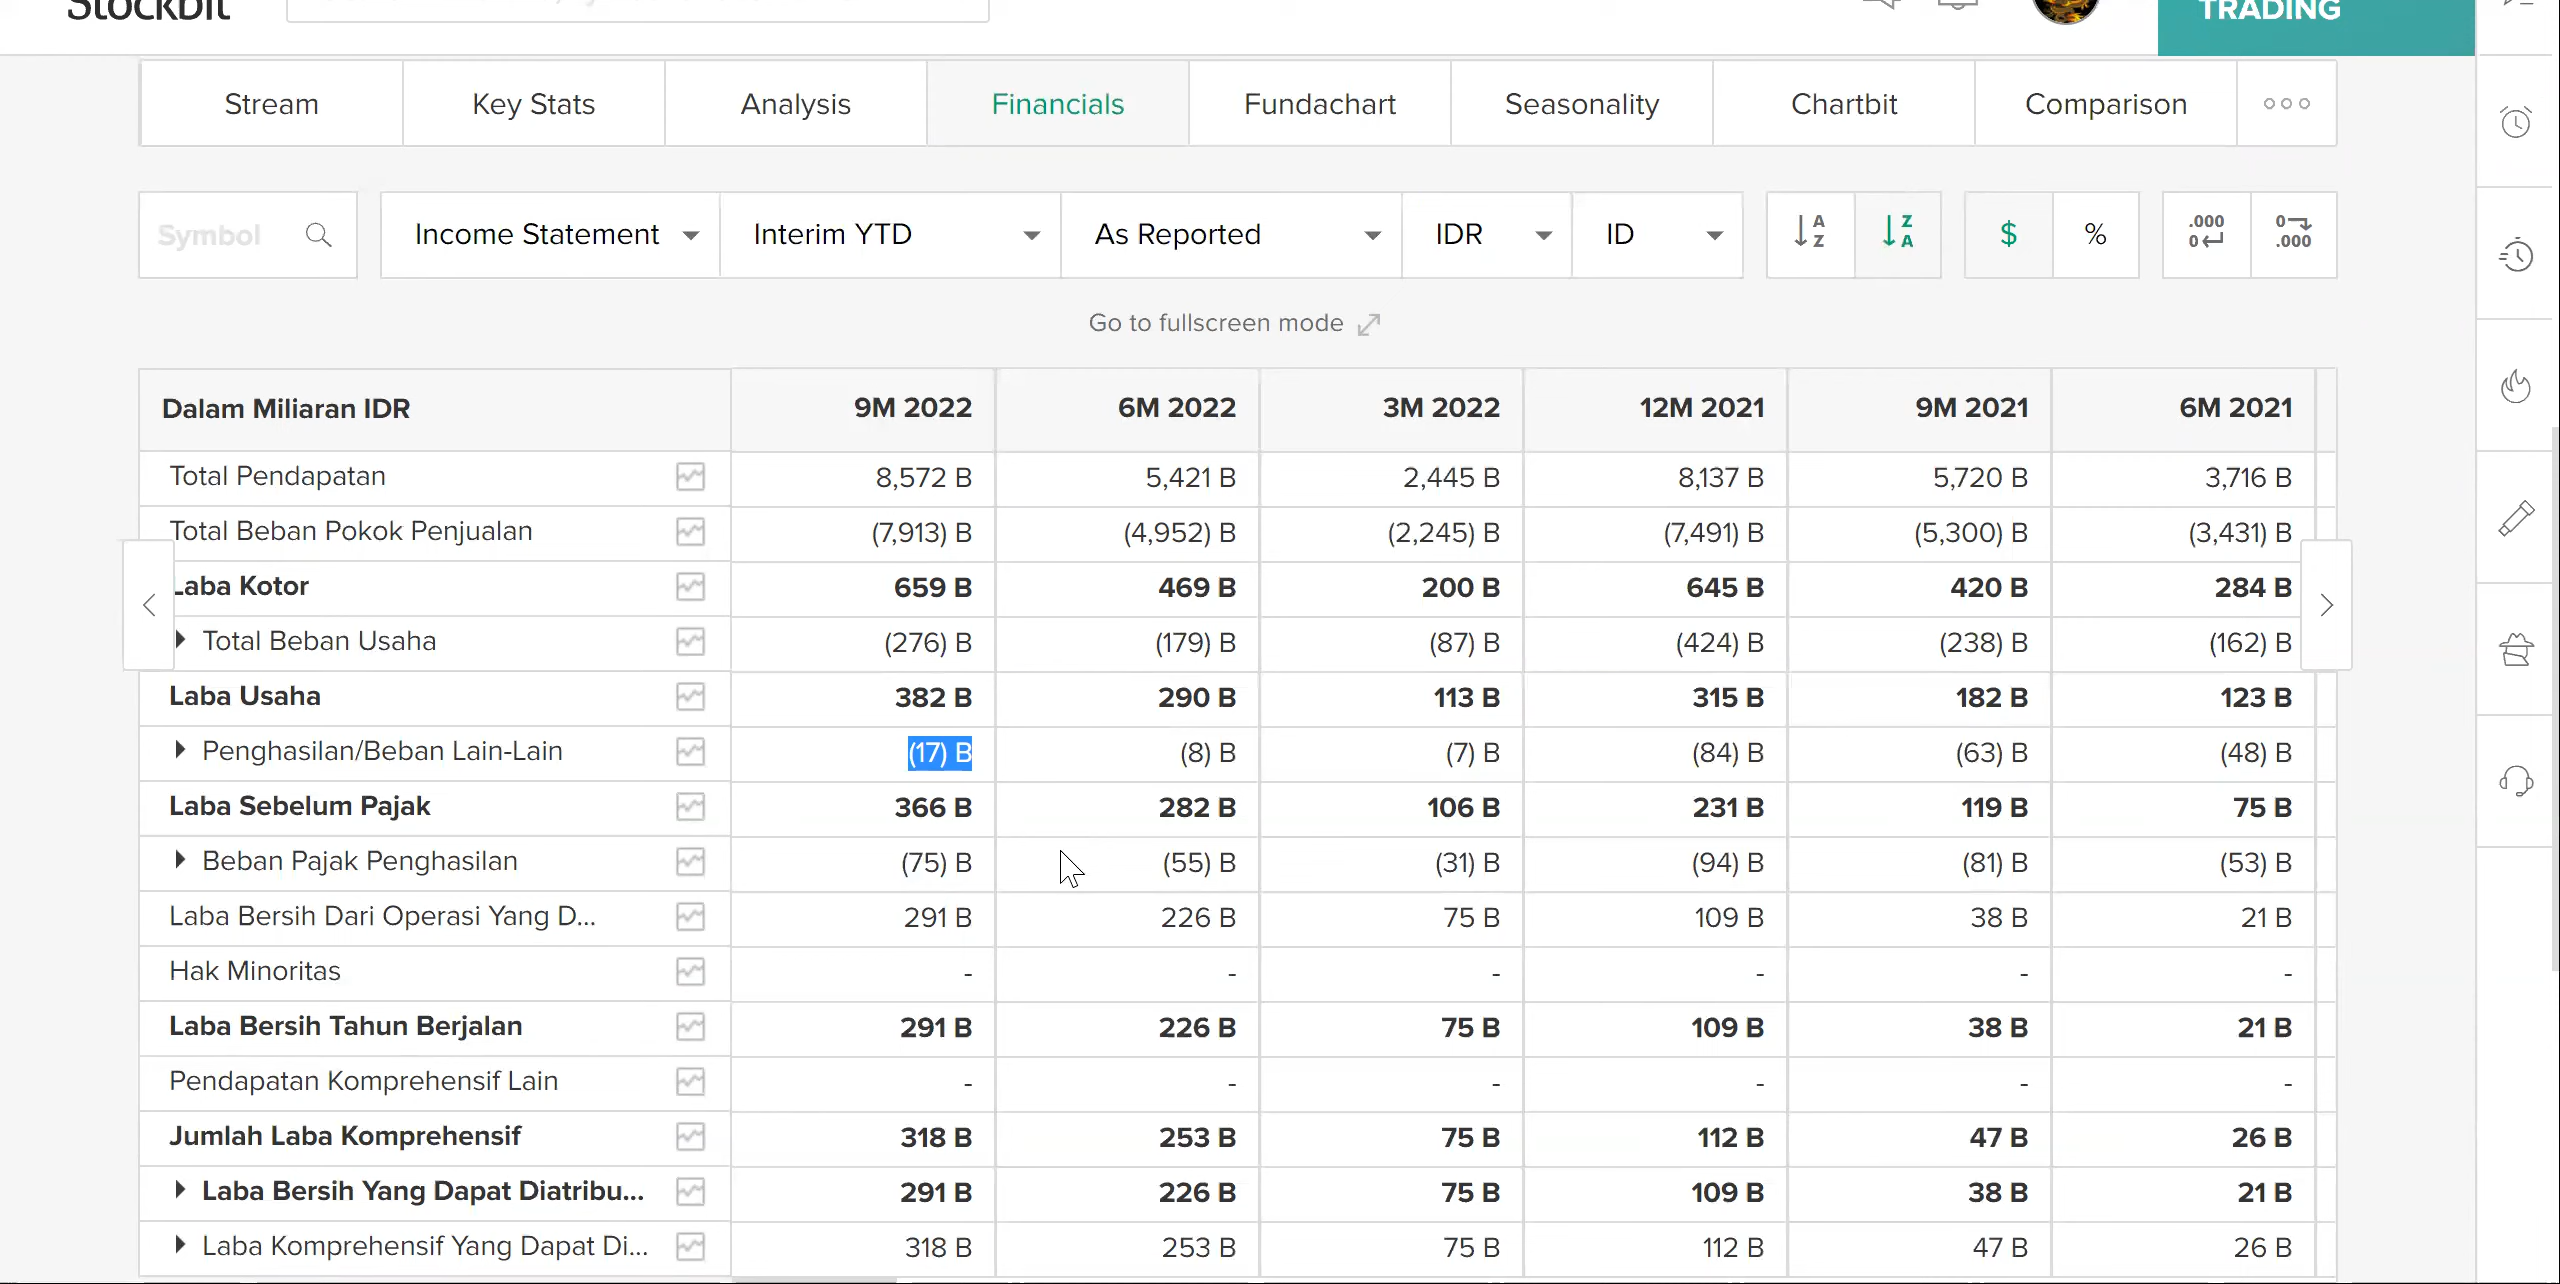 Stockbit
TRADING
Stream Key Stats Analysis Financials Fundachart Seasonality Chartbit Comparison
Symbol Income Statement Interim YTD As Reported IDR ID A Z Z A $ % .000 0 0 .000
Go to fullscreen mode
Dalam Miliaran IDR 9M 2022 6M 2022 3M 2022 12M 2021 9M 2021 6M 2021
Total Pendapatan 8,572 B 5,421 B 2,445 B 8,137 B 5,720 B 3,716 B
Total Beban Pokok Penjualan (7,913) B (4,952) B (2,245) B (7,491) B (5,300) B (3,431) B
Laba Kotor 659 B 469 B 200 B 645 B 420 B 284 B
Total Beban Usaha (276) B (179) B (87) B (424) B (238) B (162) B
Laba Usaha 382 B 290 B 113 B 315 B 182 B 123 B
Penghasilan/Beban Lain-Lain (17) B (8) B (7) B (84) B (63) B (48) B
Laba Sebelum Pajak 366 B 282 B 106 B 231 B 119 B 75 B
Beban Pajak Penghasilan (75) B (55) B (31) B (94) B (81) B (53) B
Laba Bersih Dari Operasi Yang D... 291 B 226 B 75 B 109 B 38 B 21 B
Hak Minoritas - - - - - -
Laba Bersih Tahun Berjalan 291 B 226 B 75 B 109 B 38 B 21 B
Pendapatan Komprehensif Lain - - - - - -
Jumlah Laba Komprehensif 318 B 253 B 75 B 112 B 47 B 26 B
Laba Bersih Yang Dapat Diatribu... 291 B 226 B 75 B 109 B 38 B 21 B
Laba Komprehensif Yang Dapat Di... 318 B 253 B 75 B 112 B 47 B 26 B